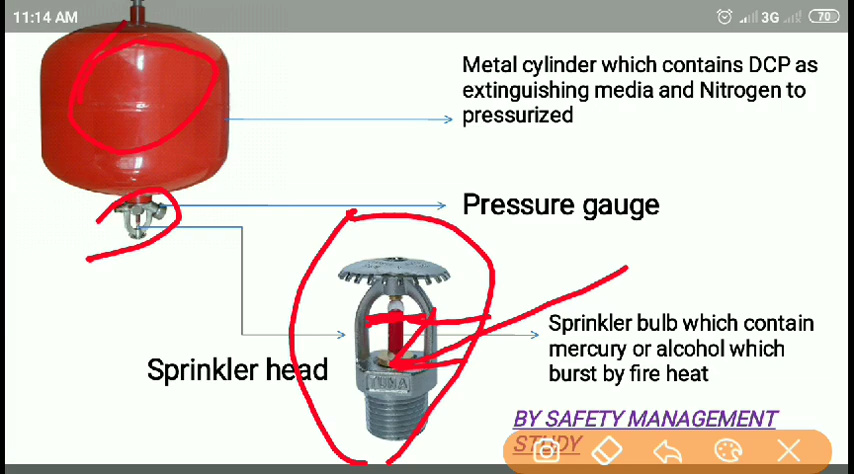 11:14 AM
3G
70
Metal cylinder which contains DCP as
extinguishing media and Nitrogen to
pressurized
Pressure gauge
Sprinkler bulb which contain
mercury or alcohol which
burst by fire heat
Sprinkler head
BY SAFETY MANAGEMENT
STUDY